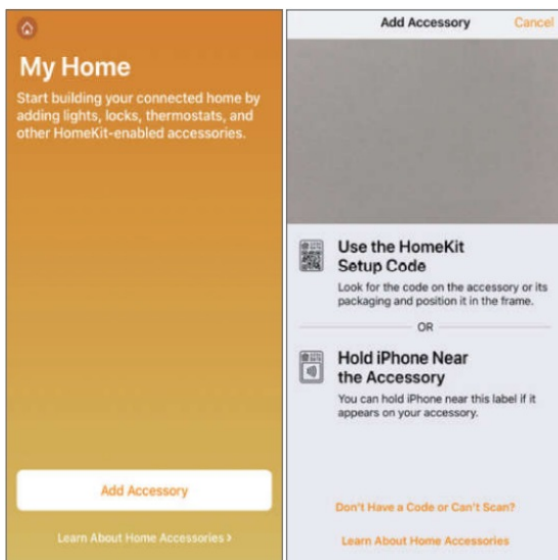 My Home
Start building your connected home by
adding lights, locks, thermostats, and
other HomeKit-enabled accessories.
Add Accessory
Learn About Home Accessories >
Add Accessory
Cancel
Use the HomeKit
Setup Code
Look for the code on the accessory or its
packaging and position it in the frame.
OR
Hold iPhone Near
the Accessory
You can hold iPhone near this label if it
appears on your accessory.
Don't Have a Code or Can't Scan?
Learn About Home Accessories